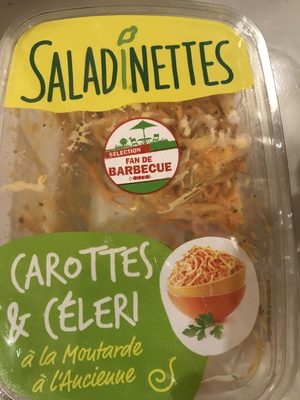 SALADINETTES
SÉLECTION
FAN DE
BARBECUE
CAROTTES
& CÉLERI
à la Moutarde
à l'Ancienne